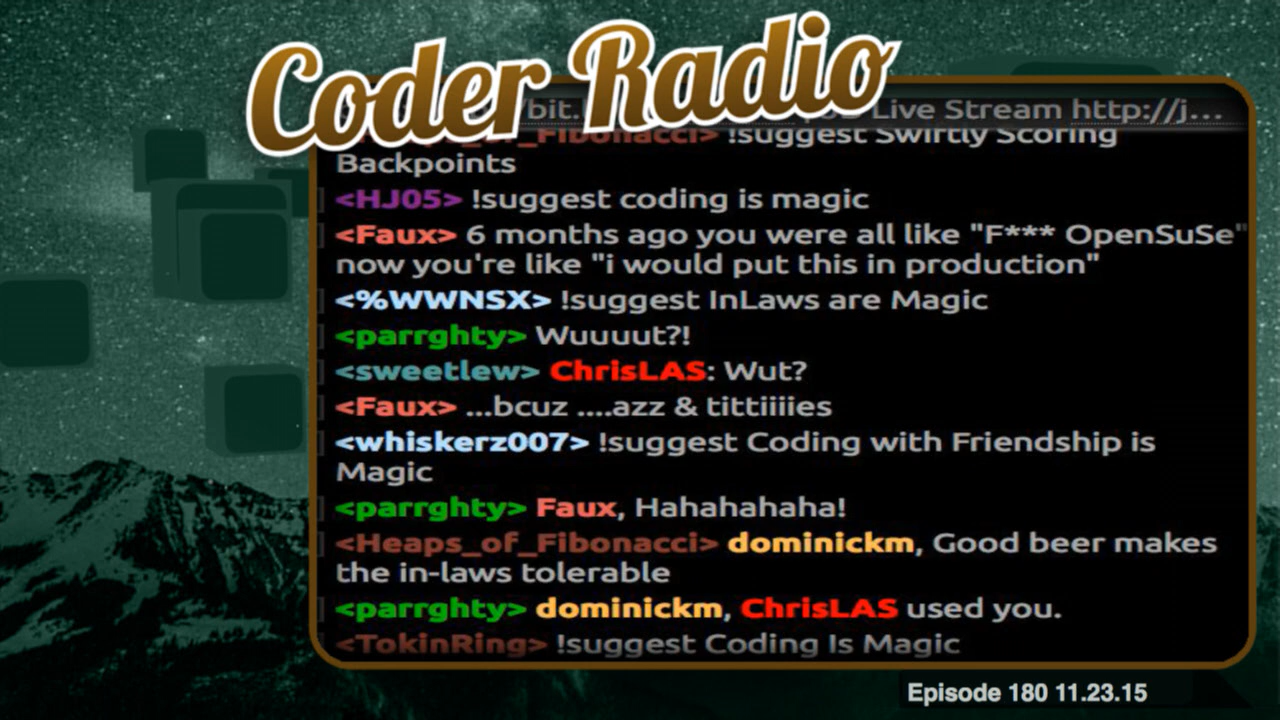 Coder Radio
/bit. Live Stream http://j...
!suggest Swiftly Scoring
Backpoints
<HJ05> !suggest coding is magic
<Faux> 6 months ago you were all like "F*** OpenSuSe"
now you're like "i would put this in production"
<%WWNSX> !suggest InLaws are Magic
<parrghty> Wuuuut?!
<sweetlew> ChrisLAS: Wut?
<Faux> ...bcuz ....azz & tittiiiies
<whiskerz007> !suggest Coding with Friendship is
Magic
<parrghty> Faux, Hahahahaha!
<Heaps_of_Fibonacci> dominickm, Good beer makes
the in-laws tolerable
<parrghty> dominickm, ChrisLAS used you.
<TokinRing> !suggest Coding Is Magic
Episode 180 11.23.15